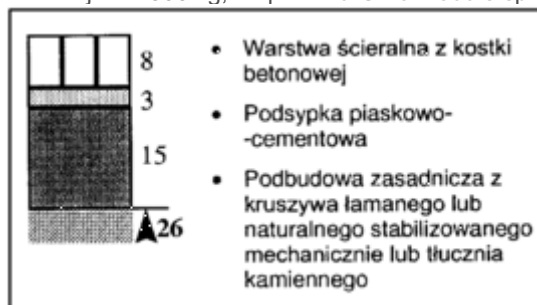 8
3
15
26
• Warstwa ścieralna z kostki
betonowej
• Podsypka piaskowo-
-cementowa
• Podbudowa zasadnicza z
kruszywa łamanego lub
naturalnego stabilizowanego
mechanicznie lub tłucznia
kamiennego